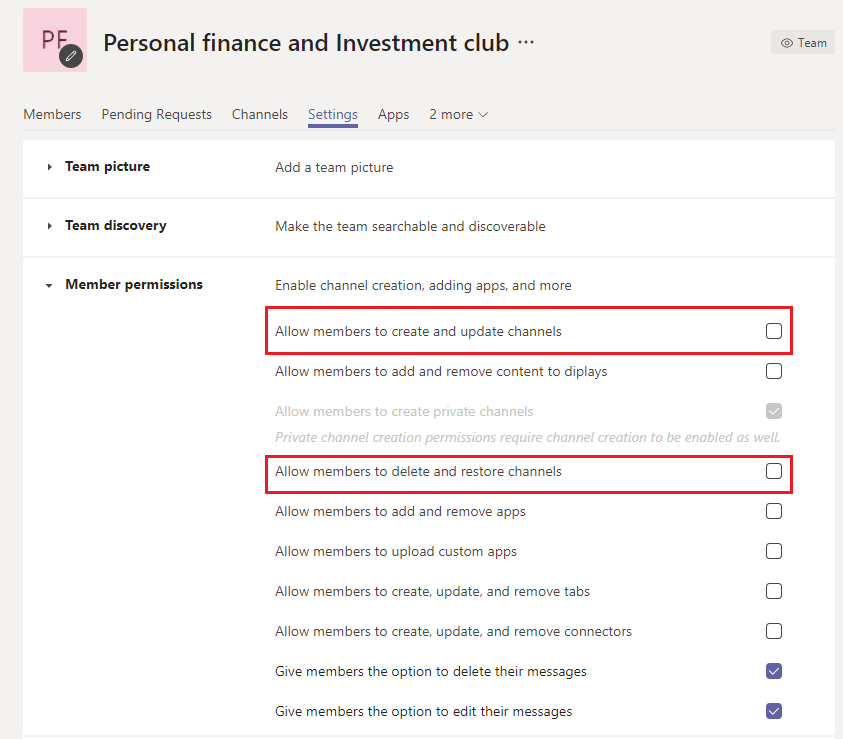 PF
Personal finance and Investment club ...
Team
Members Pending Requests Channels Settings Apps 2 more
Team picture Add a team picture
Team discovery Make the team searchable and discoverable
Member permissions Enable channel creation, adding apps, and more
Allow members to create and update channels
Allow members to add and remove content to diplays
Allow members to create private channels
Private channel creation permissions require channel creation to be enabled as well.
Allow members to delete and restore channels
Allow members to add and remove apps
Allow members to upload custom apps
Allow members to create, update, and remove tabs
Allow members to create, update, and remove connectors
Give members the option to delete their messages
Give members the option to edit their messages